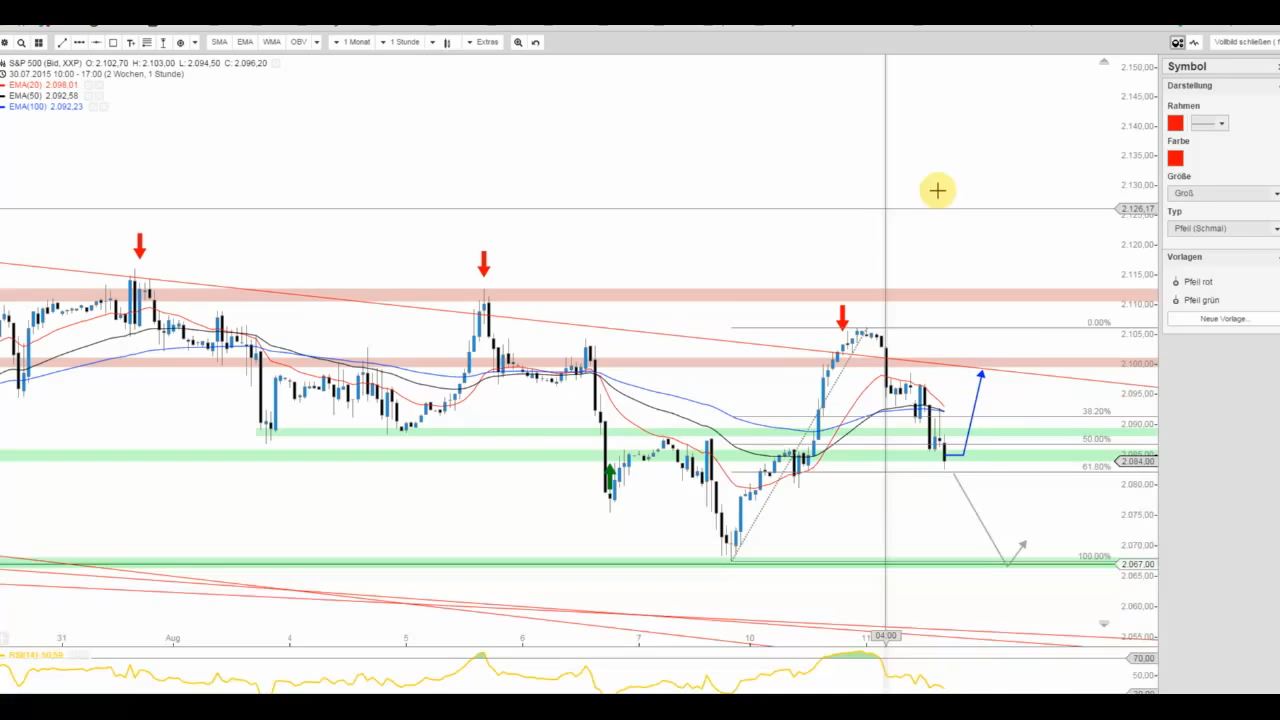 SMA EMA WMA OBV 1 Monat 1 Stunde Extras Vollbild schließen (
S&P 500 (Bid, XXP) O: 2.102,70 H: 2.103,00 L: 2.094,50 C: 2.096,20
30.07.2015 10:00 - 17:00 (2 Wochen, 1 Stunde)
EMA(20) 2.098,01
EMA(50) 2.092,58
EMA(100) 2.092,23
Symbol
Darstellung
Rahmen
Farbe
Größe
Groß
Typ
Pfeil (Schmal)
Vorlagen
Pfeil rot
Pfeil grün
Neue Vorlage...
2.150,00
2.145,00
2.140,00
2.135,00
2.130,00
2.126,17
2.120,00
2.115,00
2.110,00
2.105,00
2.100,00
2.095,00
2.090,00
2.084,00
2.080,00
2.075,00
2.070,00
2.067,00
2.065,00
2.060,00
2.055,00
0.00%
38.20%
50.00%
61.80%
100.00%
31 Aug 4 5 6 7 10 11 04:00
RSI(14) 50,59
70,00
50,00